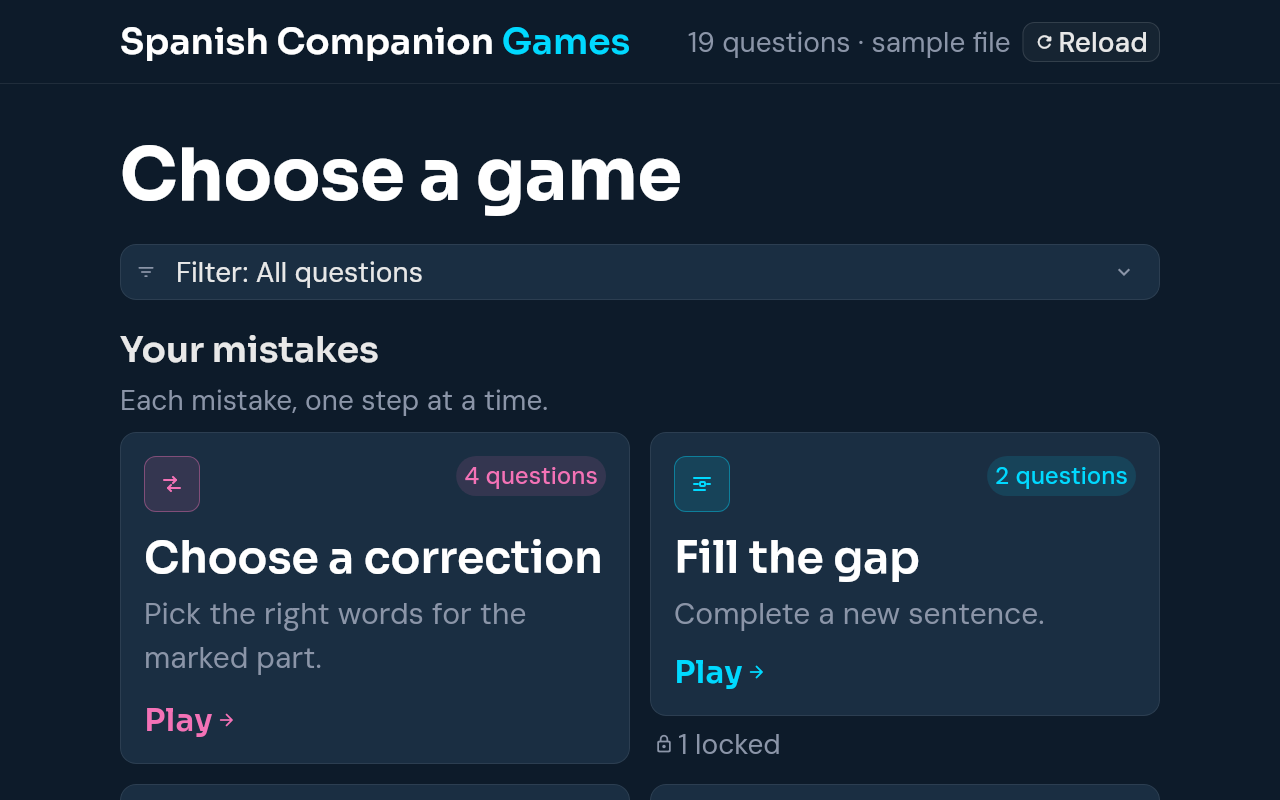 Spanish Companion Games
19 questions · sample file
Reload
Choose a game
Filter: All questions
Your mistakes
Each mistake, one step at a time.
4 questions
Choose a correction
Pick the right words for the
marked part.
Play
2 questions
Fill the gap
Complete a new sentence.
Play
1 locked